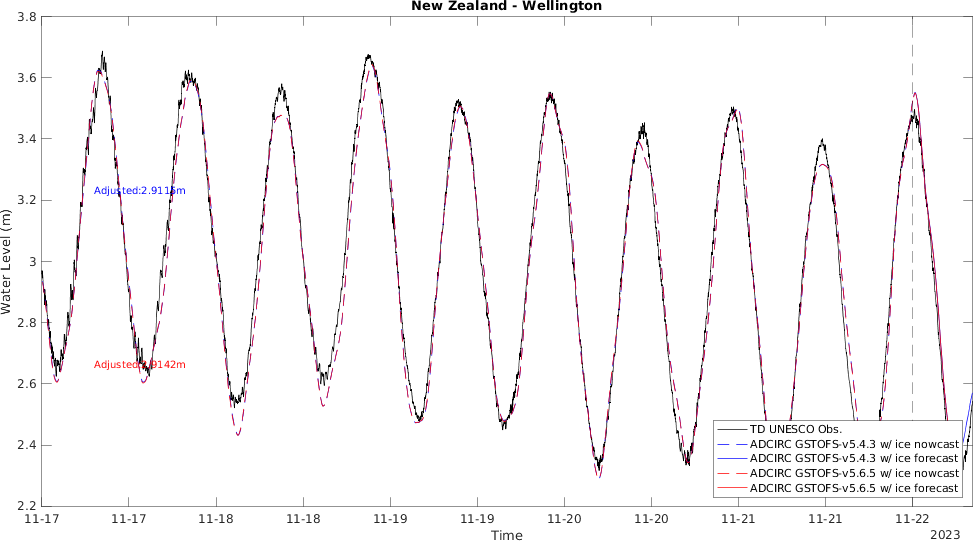 New Zealand - Wellington
3.8
3.6
3.4
3.2
3
2.8
2.6
2.4
2.2
Water Level (m)
Adjusted:2.9115m
Adjusted:2.9142m
TD UNESCO Obs.
ADCIRC GSTOFS-v5.4.3 w/ ice nowcast
ADCIRC GSTOFS-v5.4.3 w/ ice forecast
ADCIRC GSTOFS-v5.6.5 w/ ice nowcast
ADCIRC GSTOFS-v5.6.5 w/ ice forecast
11-17 11-17 11-18 11-18 11-19 11-19 11-20 11-20 11-21 11-21 11-22
Time
2023